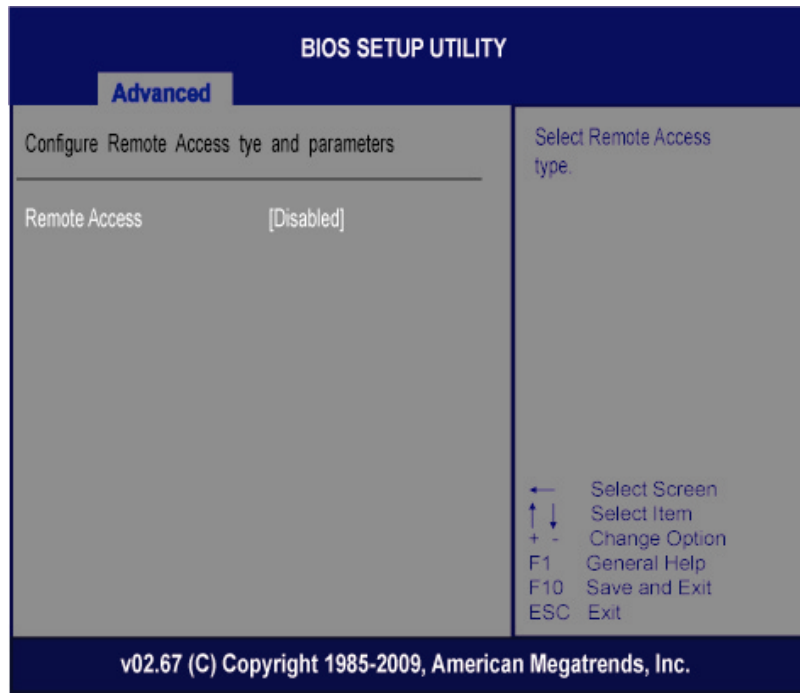 BIOS SETUP UTILITY
Advanced
Configure Remote Access tye and parameters
Remote Access [Disabled]
Select Remote Access
type.
← Select Screen
↑ ↓ Select Item
+ - Change Option
F1 General Help
F10 Save and Exit
ESC Exit
v02.67 (C) Copyright 1985-2009, American Megatrends, Inc.